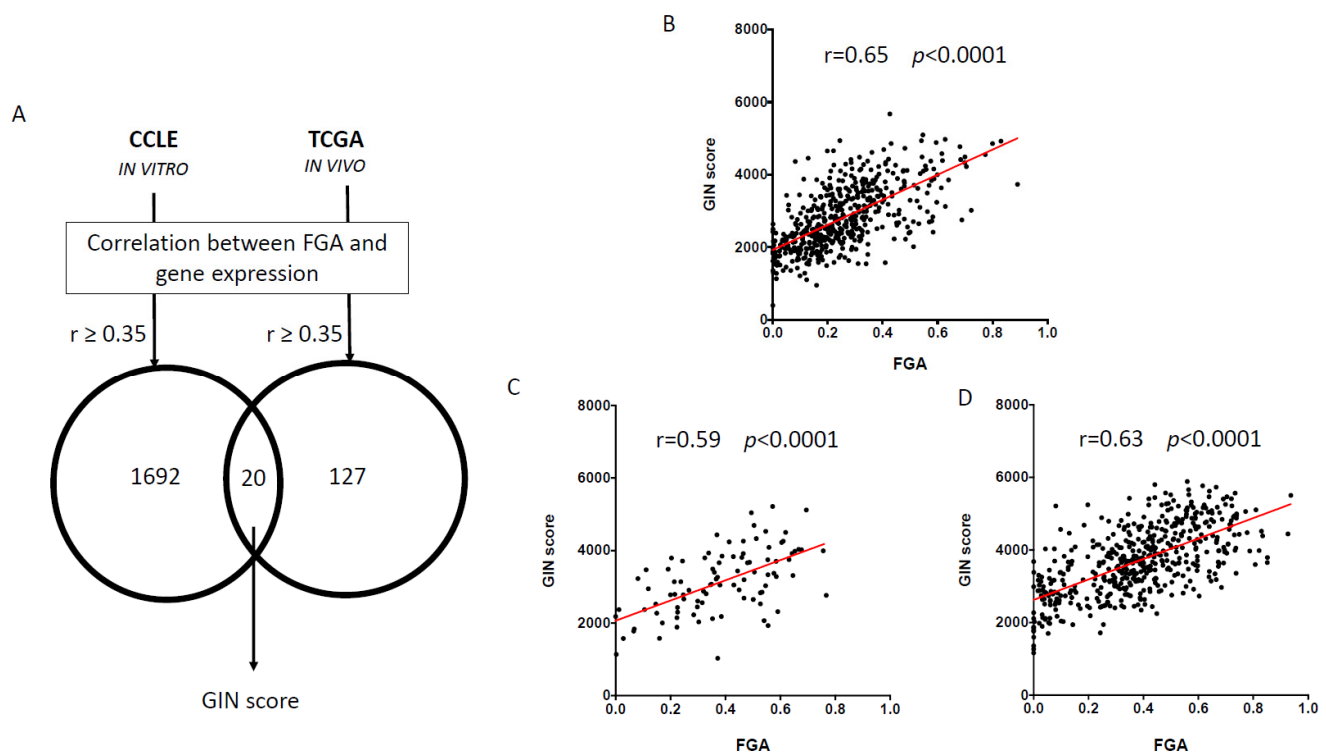 A
CCLE
IN VITRO
TCGA
IN VIVO
Correlation between FGA and
gene expression
r ≥ 0.35
r ≥ 0.35
1692
20
127
GIN score
B
r=0.65 p<0.0001
8000
6000
4000
2000
0
GIN score
0.0 0.2 0.4 0.6 0.8 1.0
FGA
C
r=0.59 p<0.0001
8000
6000
4000
2000
0
GIN score
0.0 0.2 0.4 0.6 0.8 1.0
FGA
D
r=0.63 p<0.0001
8000
6000
4000
2000
0
GIN score
0.0 0.2 0.4 0.6 0.8 1.0
FGA